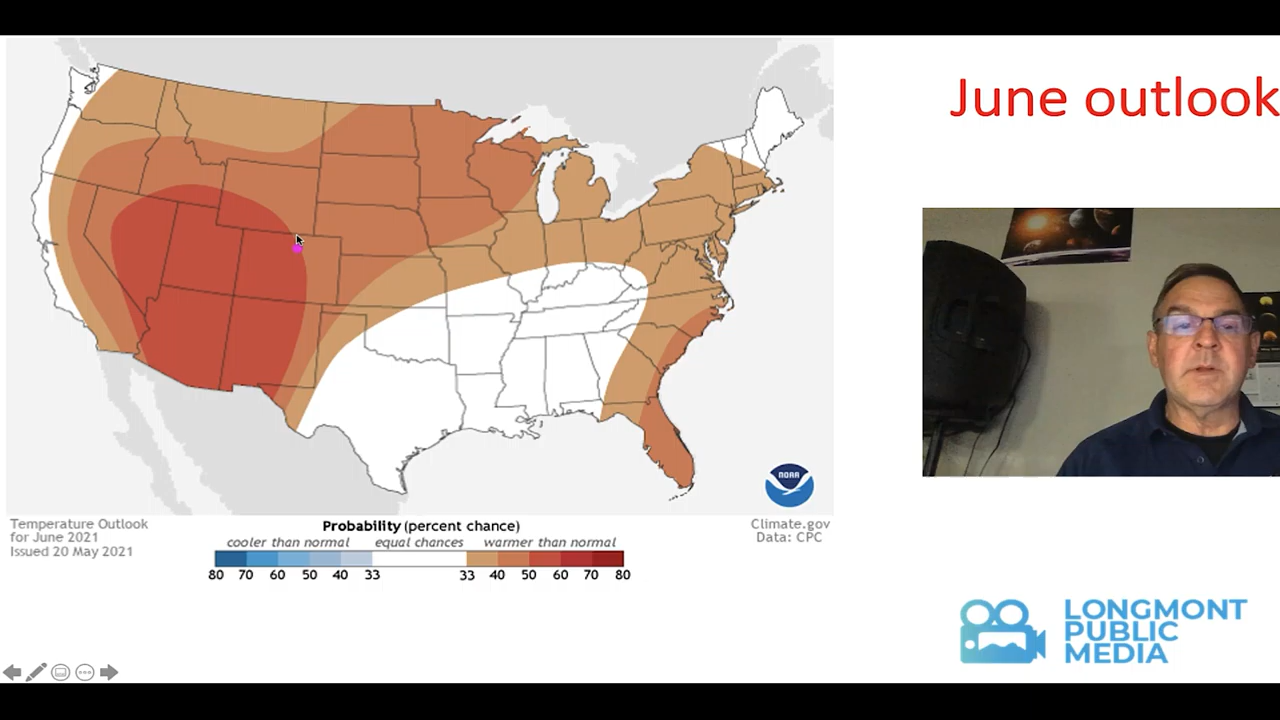 June outlook
NOAA
Temperature Outlook
for June 2021
Issued 20 May 2021
Probability (percent chance)
cooler than normal equal chances warmer than normal
80 70 60 50 40 33 33 40 50 60 70 80
Climate.gov
Data: CPC
LONGMONT
PUBLIC
MEDIA